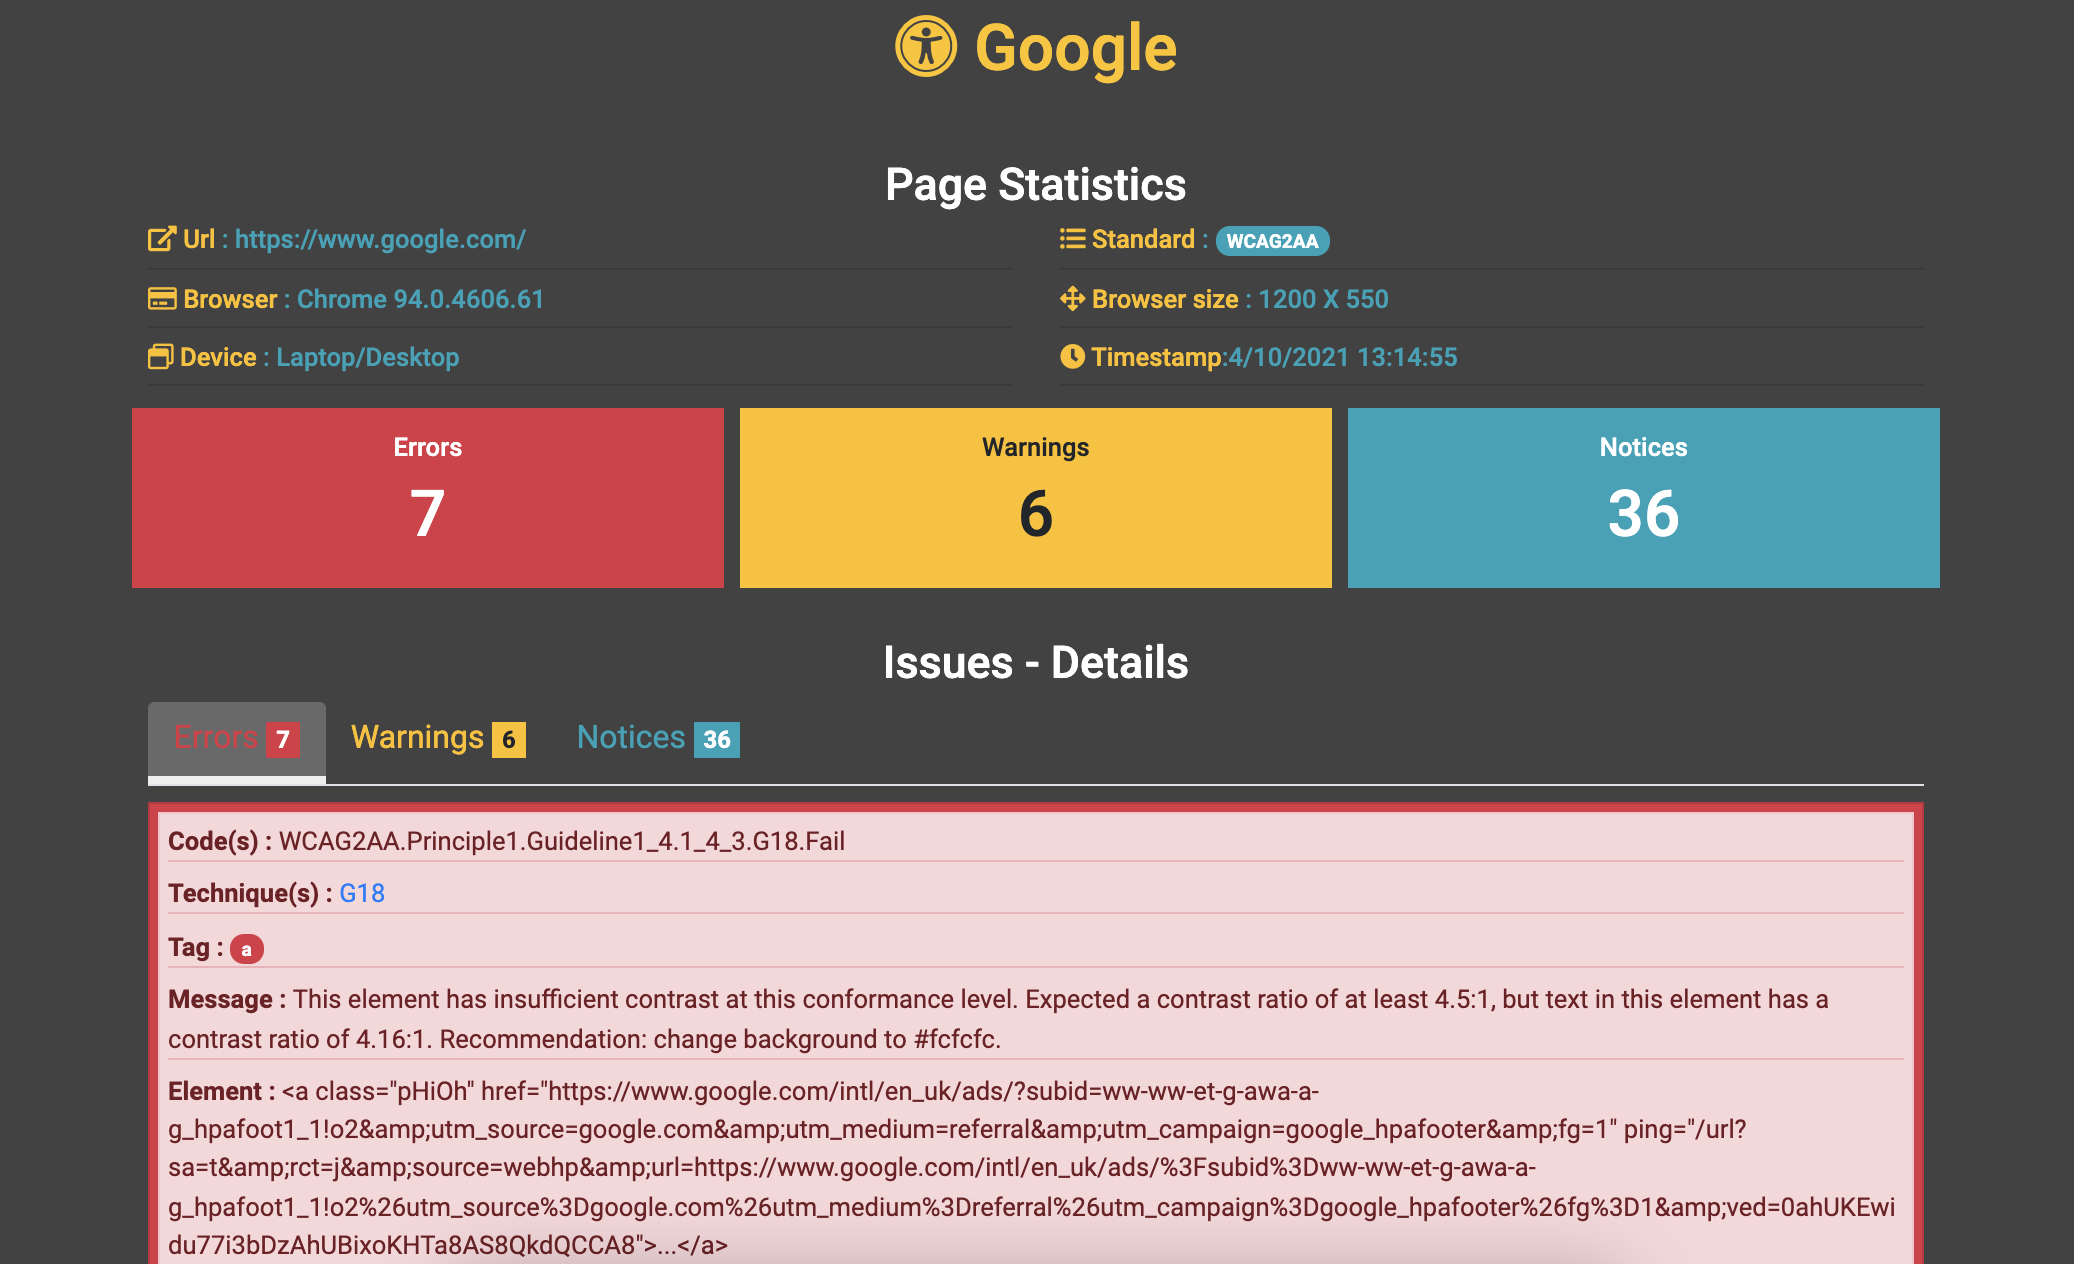 Google
Page Statistics
Url : https://www.google.com/
Standard : WCAG2AA
Browser : Chrome 94.0.4606.61
Browser size : 1200 X 550
Device : Laptop/Desktop
Timestamp:4/10/2021 13:14:55
Errors
7
Warnings
6
Notices
36
Issues - Details
Errors 7
Warnings 6
Notices 36
Code(s) : WCAG2AA.Principle1.Guideline1_4.1_4_3.G18.Fail
Technique(s) : G18
Tag : a
Message : This element has insufficient contrast at this conformance level. Expected a contrast ratio of at least 4.5:1, but text in this element has a
contrast ratio of 4.16:1. Recommendation: change background to #fcfcfc.
Element : <a class="pHiOh" href="https://www.google.com/intl/en_uk/ads/?subid=ww-ww-et-g-awa-a-
g_hpafoot1_1!o2&amp;utm_source=google.com&amp;utm_medium=referral&amp;utm_campaign=google_hpafooter&amp;fg=1" ping="/url?
sa=t&amp;rct=j&amp;source=webhp&amp;url=https://www.google.com/intl/en_uk/ads/%3Fsubid%3Dww-ww-et-g-awa-a-
g_hpafoot1_1!o2%26utm_source%3Dgoogle.com%26utm_medium%3Dreferral%26utm_campaign%3Dgoogle_hpafooter%26fg%3D1&amp;ved=0ahUKEwi
du77i3bDzAhUBixoKHTa8AS8QkdQCCA8">...</a>